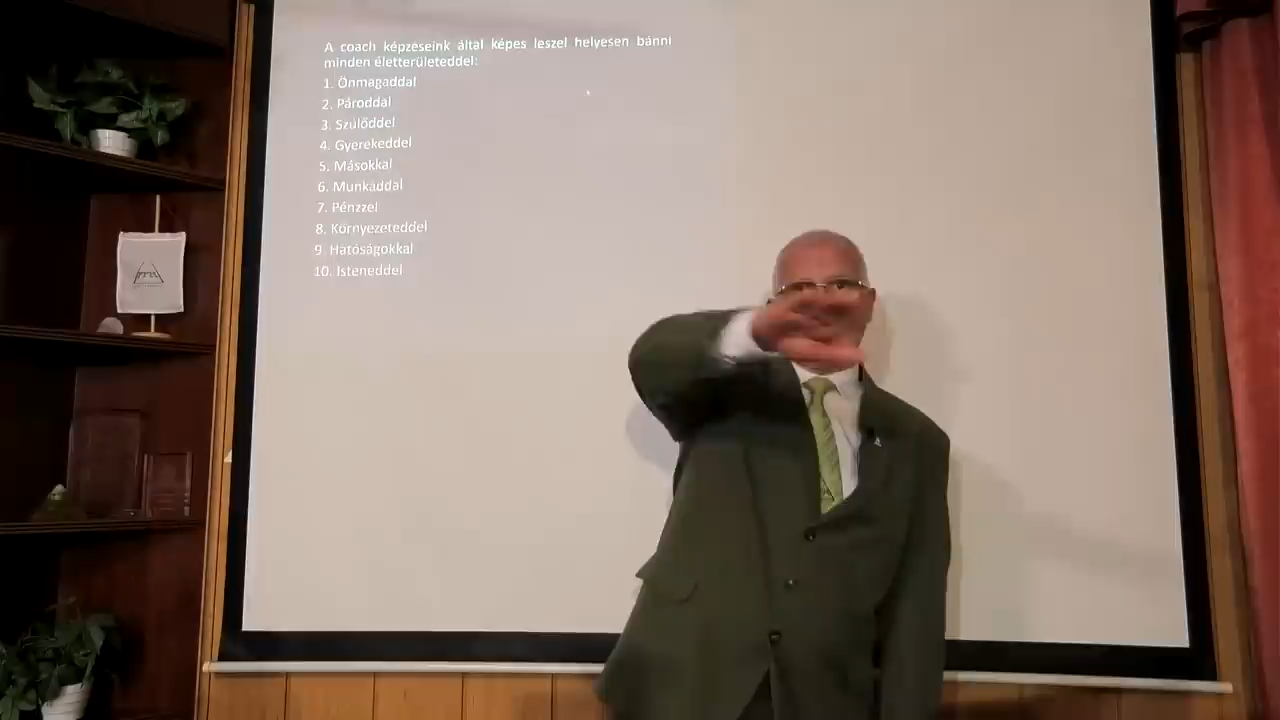 A coach képzéseink által képes leszel helyesen bánni
minden életterületeddel:
1. Önmagaddal
2. Pároddal
3. Szülőddel
4. Gyerekeddel
5. Másokkal
6. Munkáddal
7. Pénzzel
8. Környezeteddel
9. Hatóságokkal
10. Isteneddel